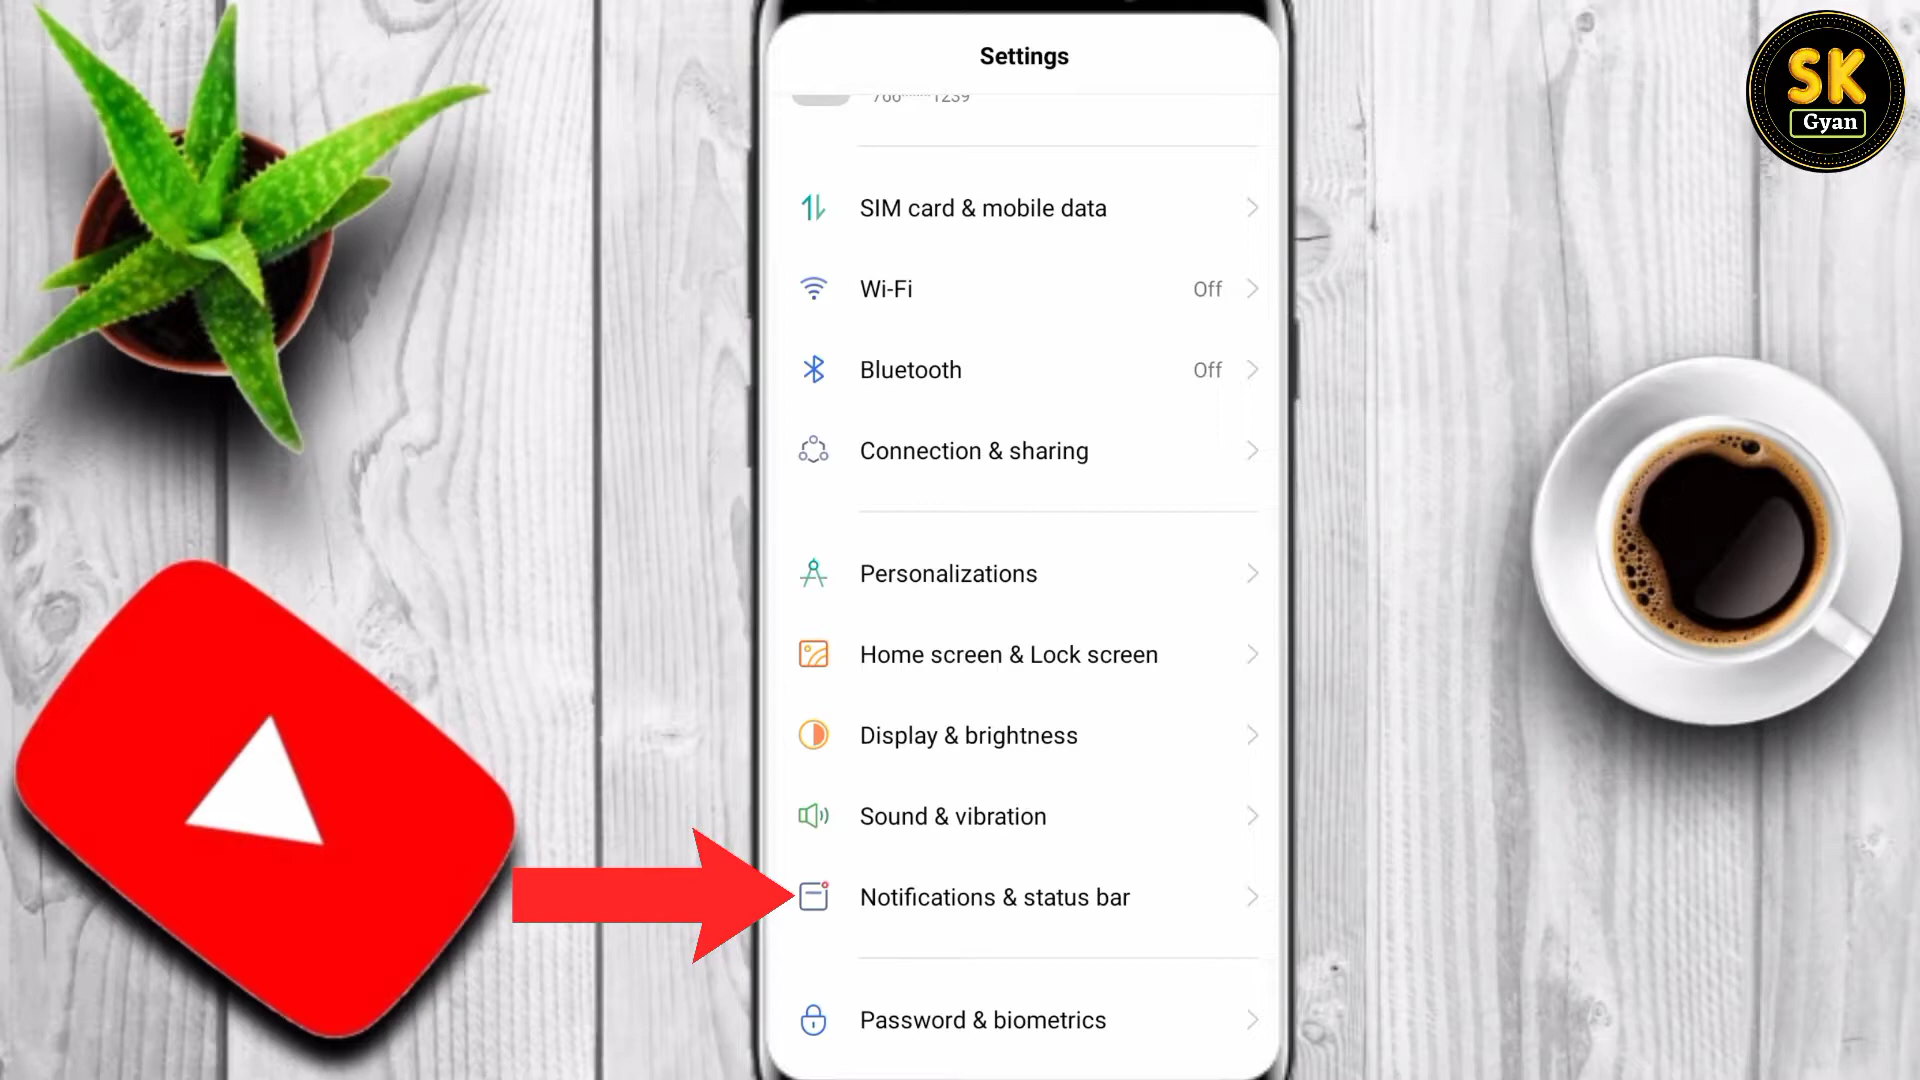 Settings
SIM card & mobile data
Wi-Fi Off
Bluetooth Off
Connection & sharing
Personalizations
Home screen & Lock screen
Display & brightness
Sound & vibration
Notifications & status bar
Password & biometrics
SK
Gyan